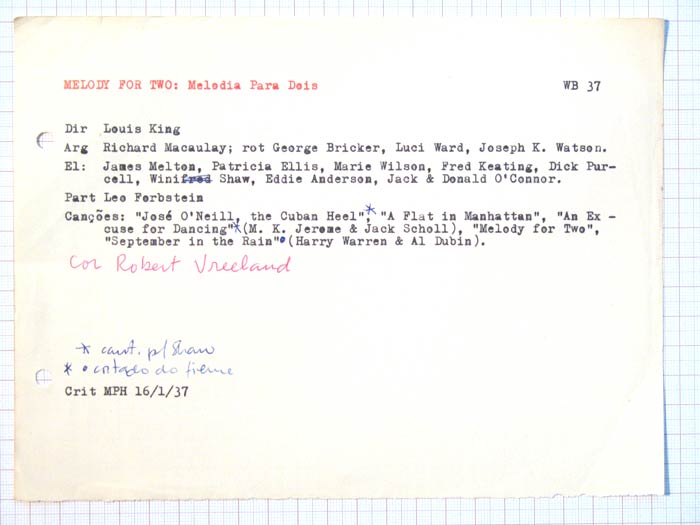 MELODY FOR TWO: Melodia Para Dois WB 37
Dir Louis King
Arg Richard Macaulay; rot George Bricker, Luci Ward, Joseph K. Watson.
El: James Melton, Patricia Ellis, Marie Wilson, Fred Keating, Dick Pur-
cell, Winifred Shaw, Eddie Anderson, Jack & Donald O'Connor.
Part Leo Forbstein
Canções: "José O'Neill, the Cuban Heel",* "A Flat in Manhattan", "An Ex -
cuse for Dancing"*(M. K. Jerome & Jack Scholl), "Melody for Two",
"September in the Rain"•(Harry Warren & Al Dubin).
Cor Robert Vreeland
* cant. p/ Shaw
* • cortado do filme
Crit MPH 16/1/37